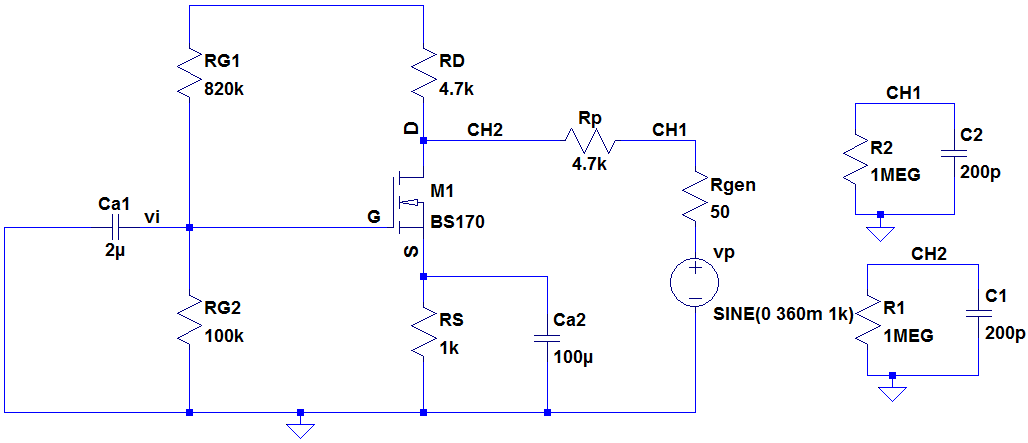 RG1
820k
RD
4.7k
D
CH2
Rp
4.7k
CH1
Rgen
50
M1
BS170
G
S
Ca1
vi
2µ
vp
SINE(0 360m 1k)
RG2
100k
RS
1k
Ca2
100µ
CH1
R2
1MEG
C2
200p
CH2
R1
1MEG
C1
200p